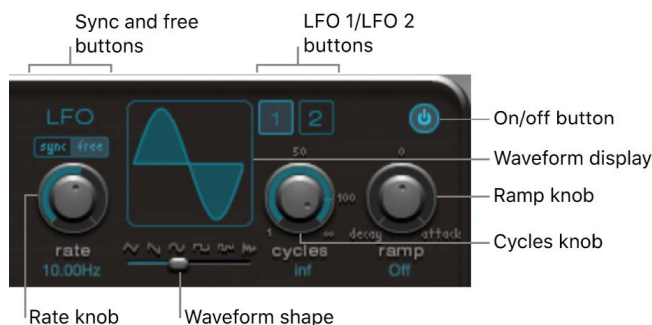 Sync and free
buttons
LFO 1/LFO 2
buttons
LFO
1 2
sync free
On/off button
Waveform display
Ramp knob
Cycles knob
50 0
100
1 ∞ decay attack
rate cycles ramp
10.00Hz inf Off
Rate knob Waveform shape